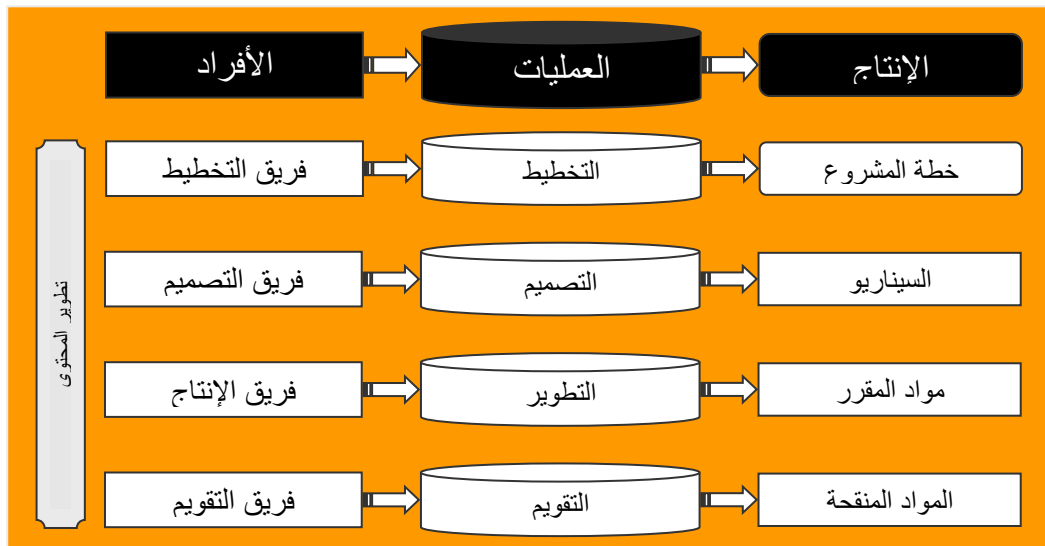 الأفراد
العمليات
الإنتاج
فريق التخطيط
التخطيط
خطة المشروع
فريق التصميم
التصميم
السيناريو
فريق الإنتاج
التطوير
مواد المقرر
فريق التقويم
التقويم
المواد المنقحة
تطوير المحتوى